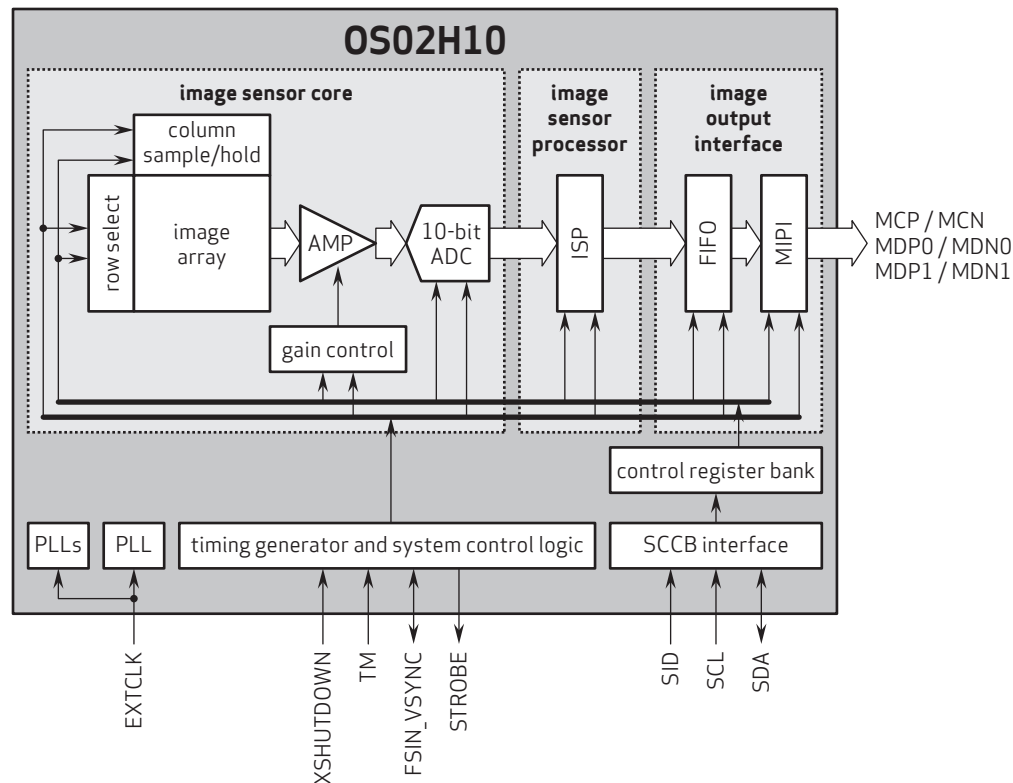 OS02H10
image sensor core
image
sensor
processor
image
output
interface
column
sample/hold
row select
image
array
AMP
10-bit
ADC
ISP
FIFO
MIPI
MCP / MCN
MDP0 / MDN0
MDP1 / MDN1
gain control
control register bank
PLLs
PLL
timing generator and system control logic
SCCB interface
EXTCLK
XSHUTDOWN
TM
FSIN_VSYNC
STROBE
SID
SCL
SDA